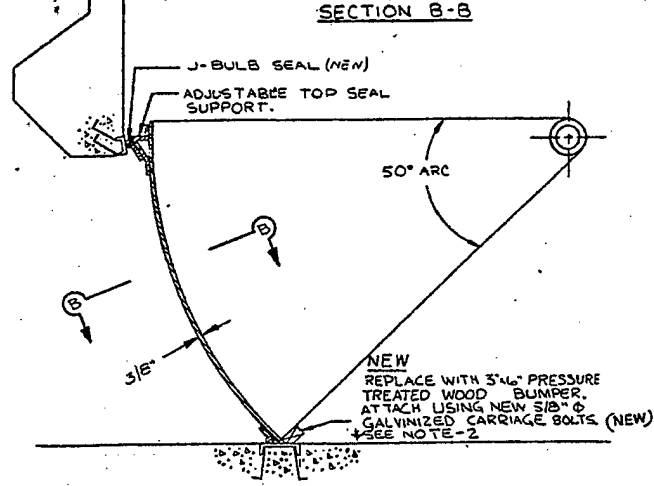 SECTION B-B
J-BULB SEAL (NEW)
ADJUSTABLE TOP SEAL
SUPPORT.
50° ARC
B
B
3/8"
NEW
REPLACE WITH 3"x6" PRESSURE
TREATED WOOD BUMPER.
ATTACH USING NEW 5/8" ϕ
GALVINIZED CARRIAGE BOLTS (NEW)
SEE NOTE-2